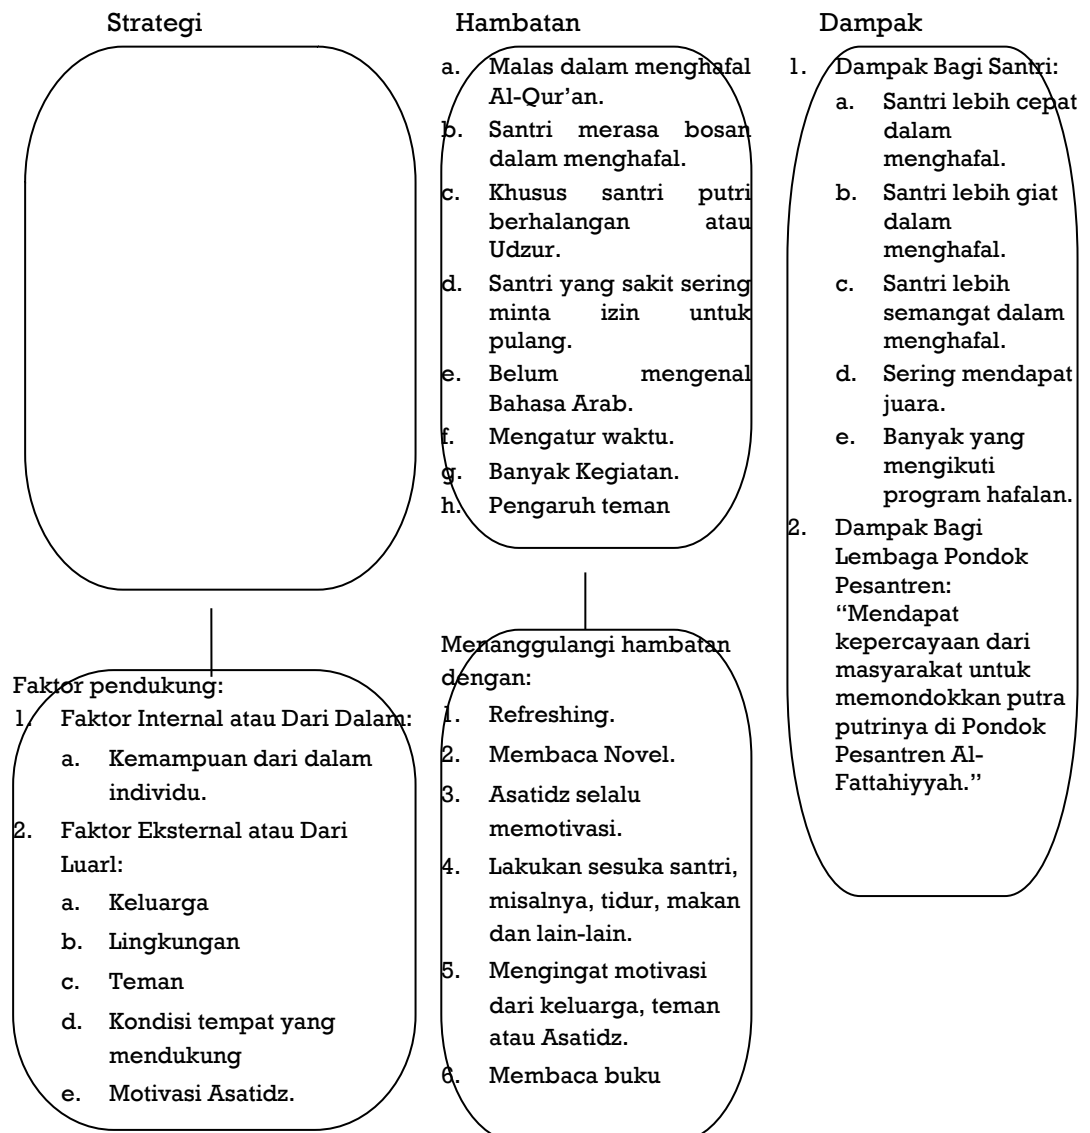 Strategi
Hambatan
Dampak
a. Malas dalam menghafal
Al-Qur’an.
b. Santri merasa bosan
dalam menghafal.
c. Khusus santri putri
berhalangan atau
Udzur.
d. Santri yang sakit sering
minta izin untuk
pulang.
e. Belum mengenal
Bahasa Arab.
f. Mengatur waktu.
g. Banyak Kegiatan.
h. Pengaruh teman
1. Dampak Bagi Santri:
a. Santri lebih cepat
dalam
menghafal.
b. Santri lebih giat
dalam
menghafal.
c. Santri lebih
semangat dalam
menghafal.
d. Sering mendapat
juara.
e. Banyak yang
mengikuti
program hafalan.
2. Dampak Bagi
Lembaga Pondok
Pesantren:
“Mendapat
kepercayaan dari
masyarakat untuk
memondokkan putra
putrinya di Pondok
Pesantren Al-
Fattahiyyah.”
Faktor pendukung:
1. Faktor Internal atau Dari Dalam:
a. Kemampuan dari dalam
individu.
2. Faktor Eksternal atau Dari
Luarl:
a. Keluarga
b. Lingkungan
c. Teman
d. Kondisi tempat yang
mendukung
e. Motivasi Asatidz.
Menanggulangi hambatan
dengan:
1. Refreshing.
2. Membaca Novel.
3. Asatidz selalu
memotivasi.
4. Lakukan sesuka santri,
misalnya, tidur, makan
dan lain-lain.
5. Mengingat motivasi
dari keluarga, teman
atau Asatidz.
6. Membaca buku